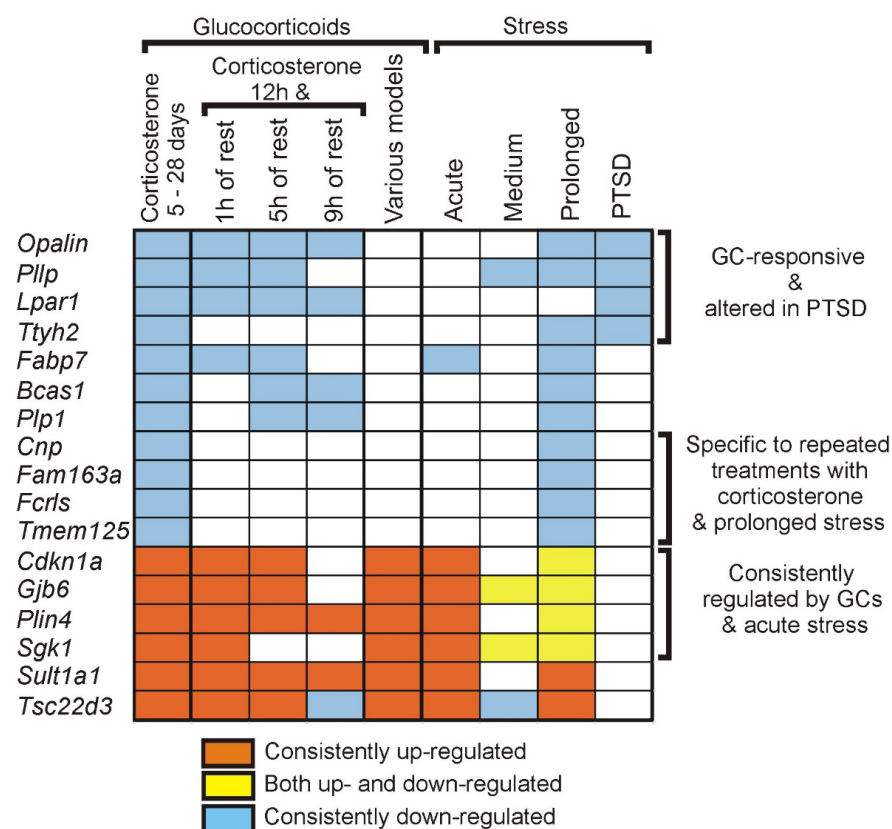 Glucocorticoids
Stress
Corticosterone
12h &
Corticosterone
5 - 28 days
1h of rest
5h of rest
9h of rest
Various models
Acute
Medium
Prolonged
PTSD
Opalin
Pllp
Lpar1
Ttyh2
Fabp7
Bcas1
Plp1
Cnp
Fam163a
Fcrls
Tmem125
Cdkn1a
Gjb6
Plin4
Sgk1
Sult1a1
Tsc22d3
GC-responsive
&
altered in PTSD
Specific to repeated
treatments with
corticosterone
& prolonged stress
Consistently
regulated by GCs
& acute stress
Consistently up-regulated
Both up- and down-regulated
Consistently down-regulated